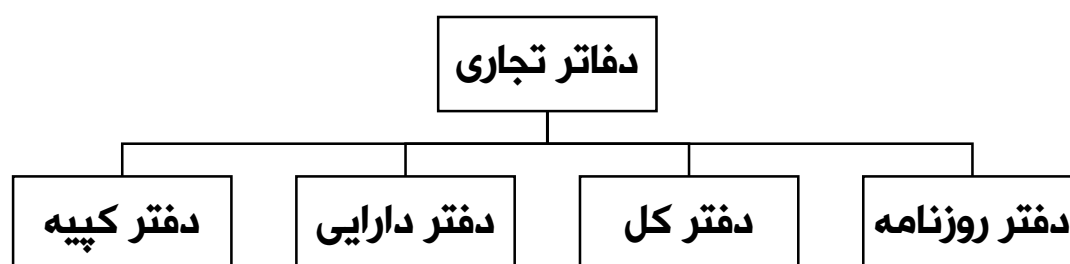 دفاتر تجاری
دفتر روزنامه
دفتر کل
دفتر دارایی
دفتر کپیه